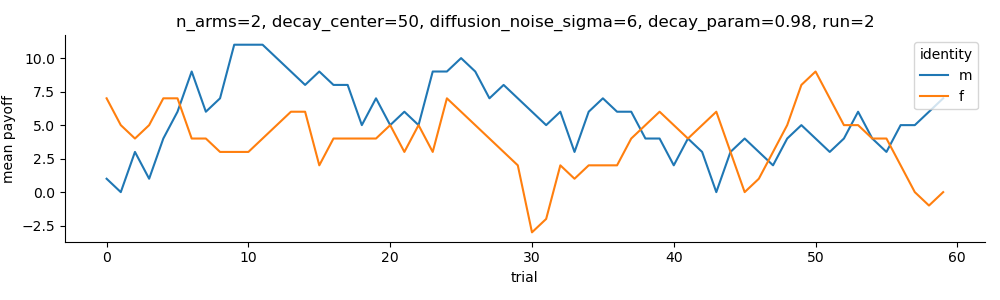 n_arms=2, decay_center=50, diffusion_noise_sigma=6, decay_param=0.98, run=2
mean payoff
10.0
7.5
5.0
2.5
0.0
−2.5
identity
m
f
0 10 20 30 40 50 60
trial